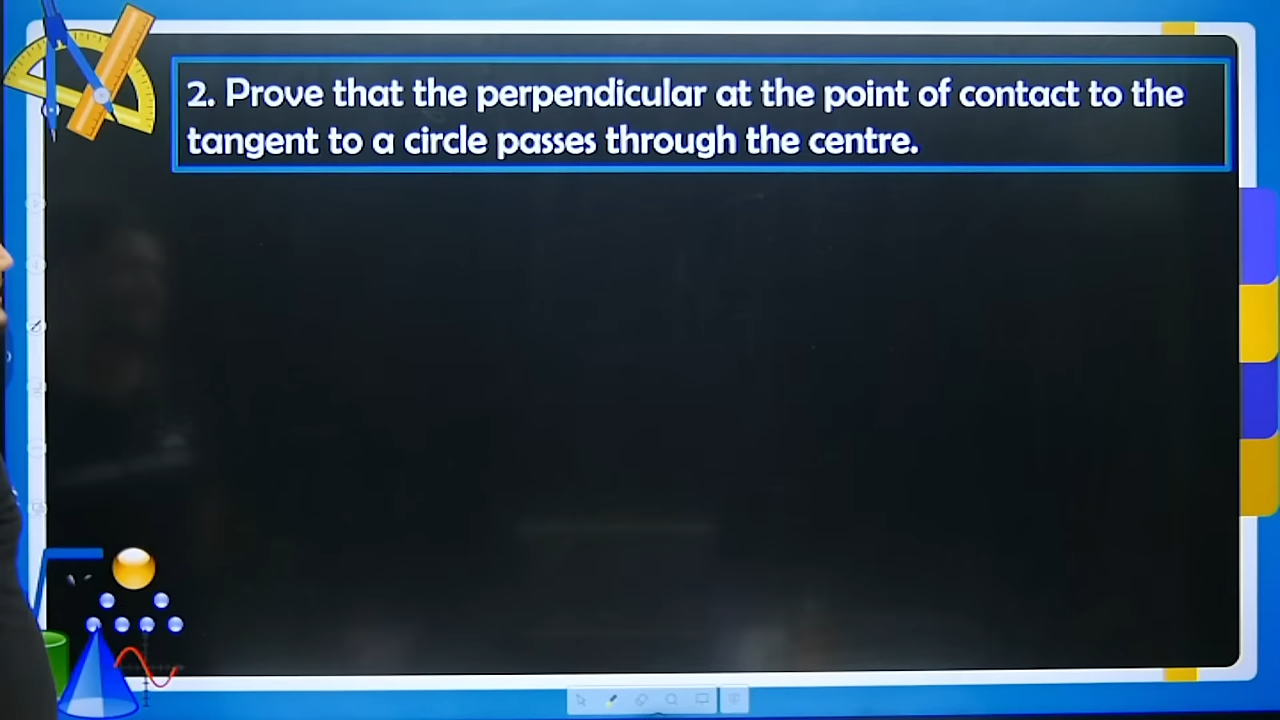 2. Prove that the perpendicular at the point of contact to the
tangent to a circle passes through the centre.